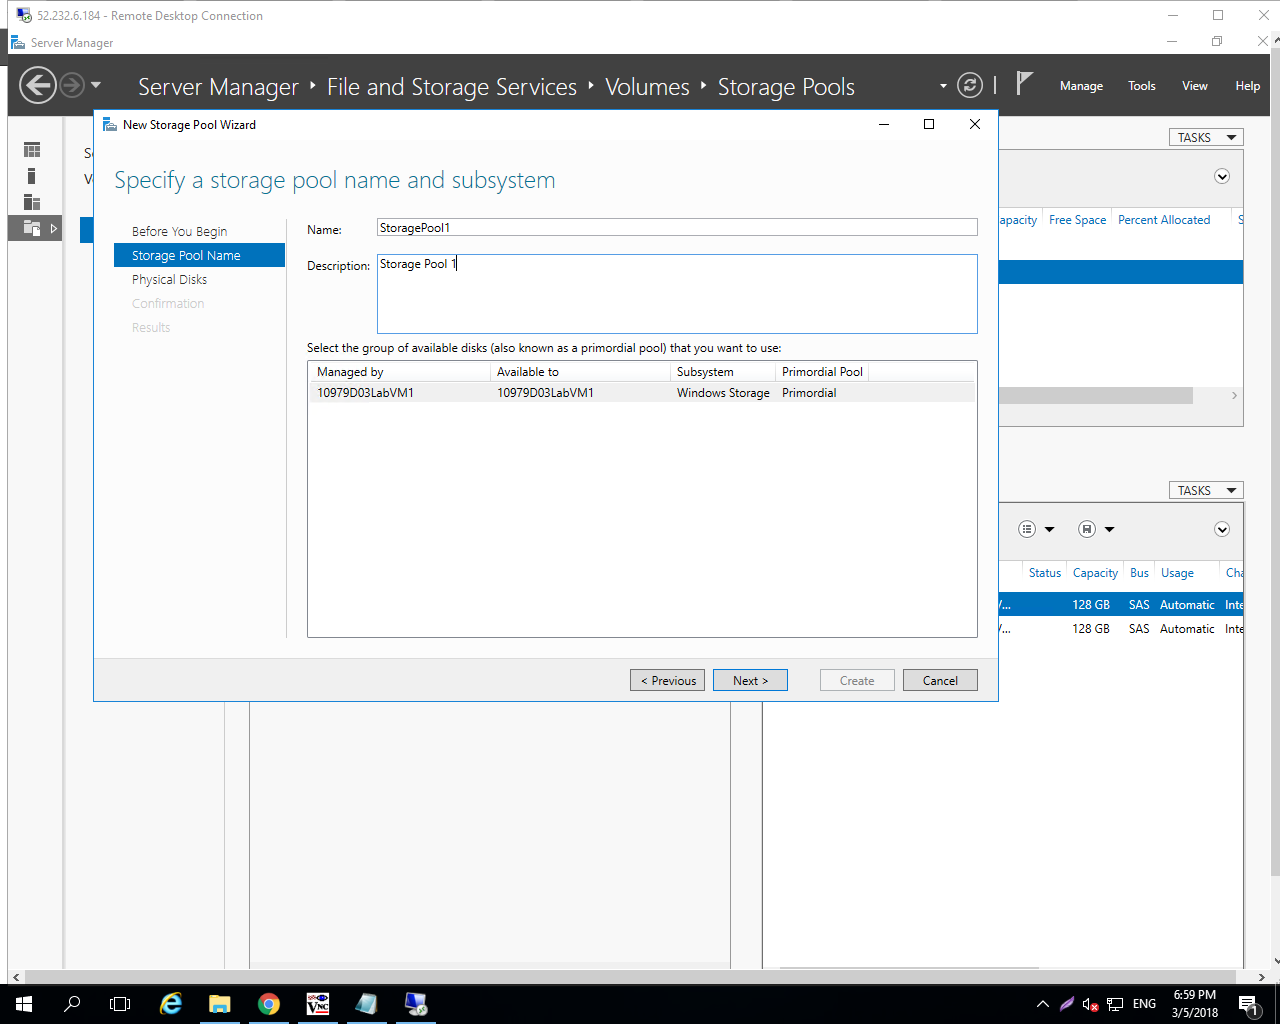 52.232.6.184 - Remote Desktop Connection
Server Manager
Server Manager ‣ File and Storage Services ‣ Volumes ‣ Storage Pools
Manage Tools View Help
New Storage Pool Wizard
TASKS
Specify a storage pool name and subsystem
Before You Begin
Storage Pool Name
Physical Disks
Confirmation
Results
Name: StoragePool1
Description: Storage Pool 1
Select the group of available disks (also known as a primordial pool) that you want to use:
Managed by Available to Subsystem Primordial Pool
10979D03LabVM1 10979D03LabVM1 Windows Storage Primordial
< Previous Next > Create Cancel
apacity Free Space Percent Allocated S
TASKS
Status Capacity Bus Usage Cha
/... 128 GB SAS Automatic Inte
/... 128 GB SAS Automatic Inte
ENG
6:59 PM
3/5/2018
1